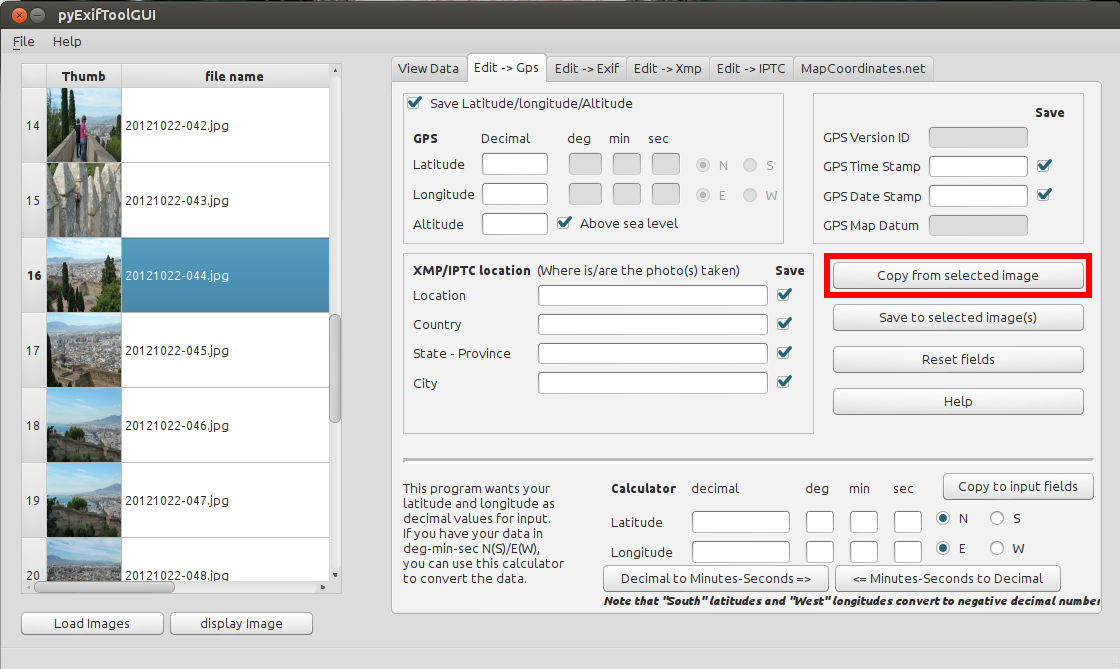 pyExifToolGUI
File Help
Thumb file name
14 20121022-042.jpg
15 20121022-043.jpg
16 20121022-044.jpg
17 20121022-045.jpg
18 20121022-046.jpg
19 20121022-047.jpg
20 20121022-048.jpg
Load Images display Image
View Data Edit -> Gps Edit -> Exif Edit -> Xmp Edit -> IPTC MapCoordinates.net
Save Latitude/longitude/Altitude
GPS Decimal deg min sec
Latitude N S
Longitude E W
Altitude Above sea level
Save
GPS Version ID
GPS Time Stamp
GPS Date Stamp
GPS Map Datum
XMP/IPTC location (Where is/are the photo(s) taken) Save
Location
Country
State - Province
City
Copy from selected image
Save to selected image(s)
Reset fields
Help
This program wants your
latitude and longitude as
decimal values for input.
If you have your data in
deg-min-sec N(S)/E(W),
you can use this calculator
to convert the data.
Calculator decimal deg min sec Copy to input fields
Latitude N S
Longitude E W
Decimal to Minutes-Seconds => <= Minutes-Seconds to Decimal
Note that "South" latitudes and "West" longitudes convert to negative decimal number